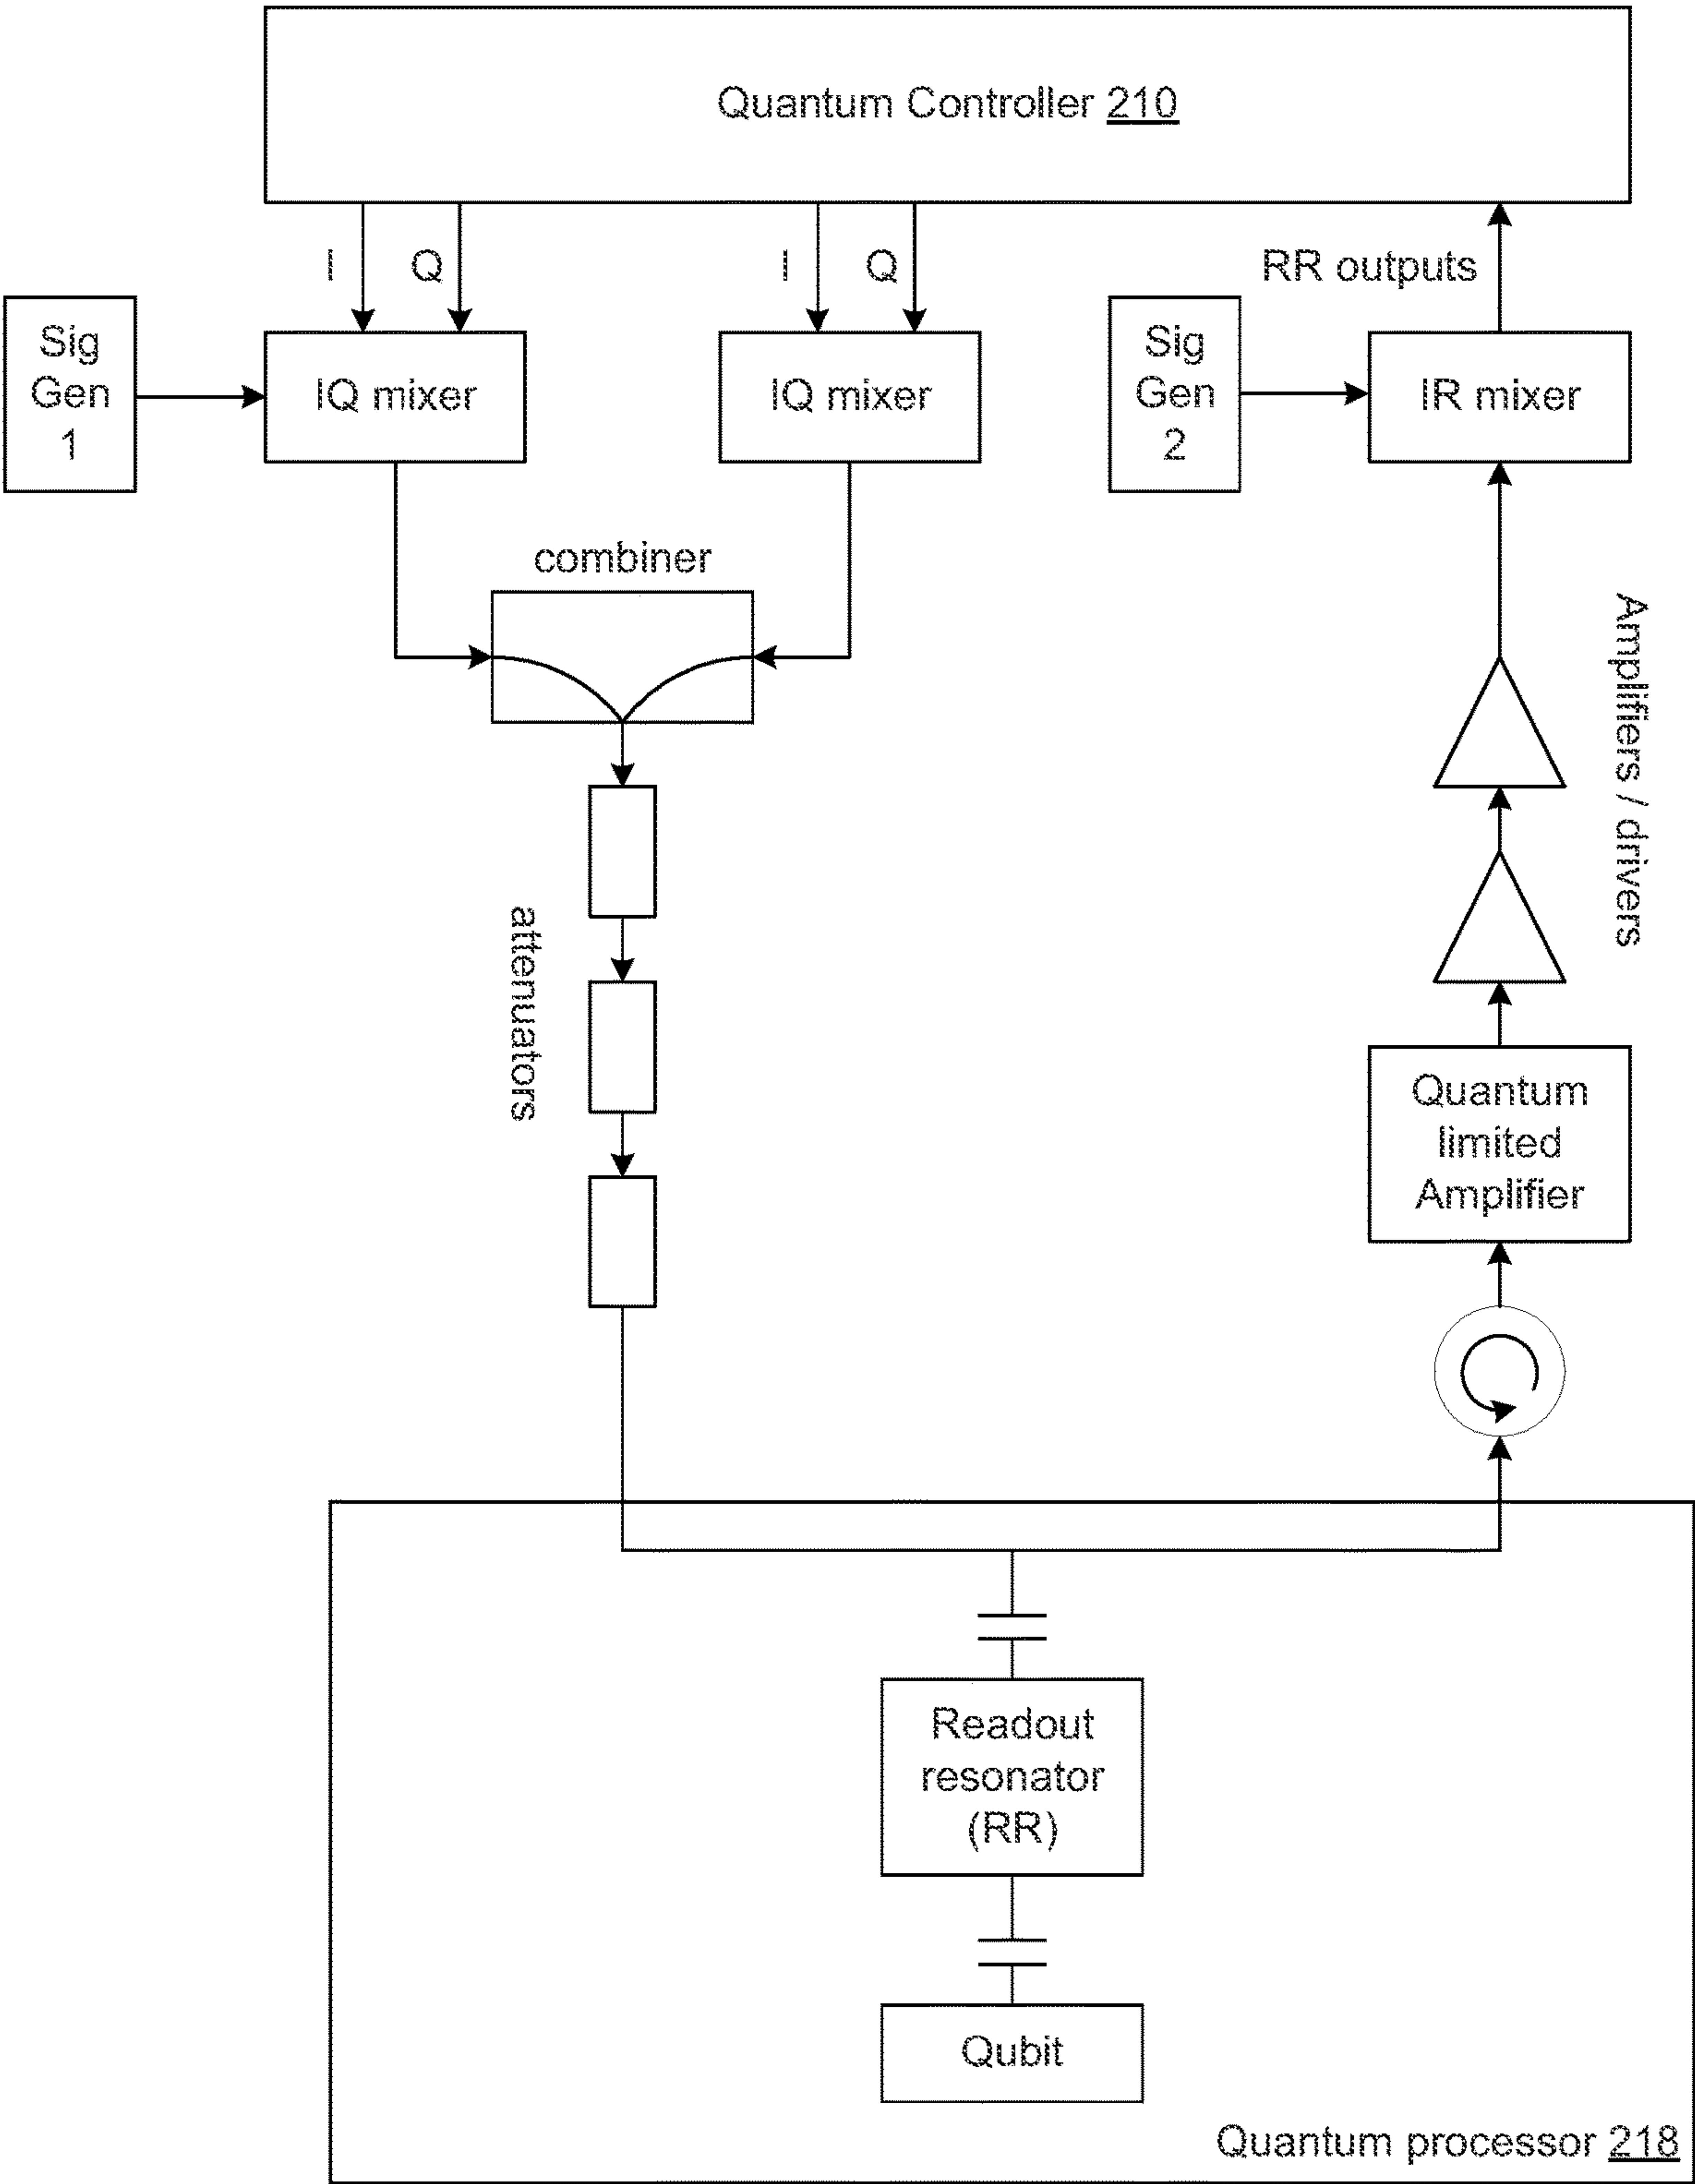 Quantum Controller 210
I
Q
I
Q
RR outputs
Sig
Gen
1
IQ mixer
IQ mixer
Sig
Gen
2
IR mixer
combiner
Amplifiers / drivers
attenuators
Quantum
limited
Amplifier
Readout
resonator
(RR)
Qubit
Quantum processor 218